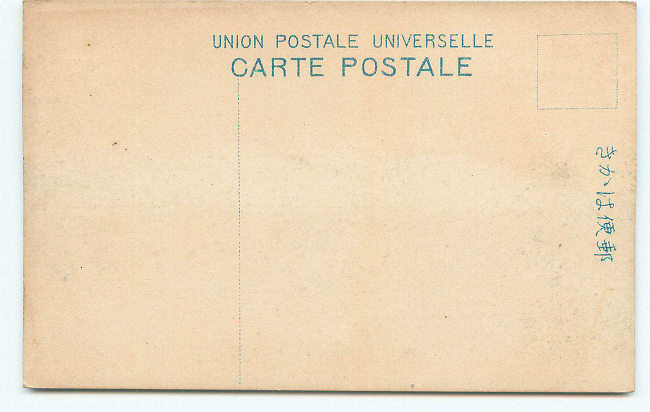 UNION POSTALE UNIVERSELLE
CARTE POSTALE
郵便はかき